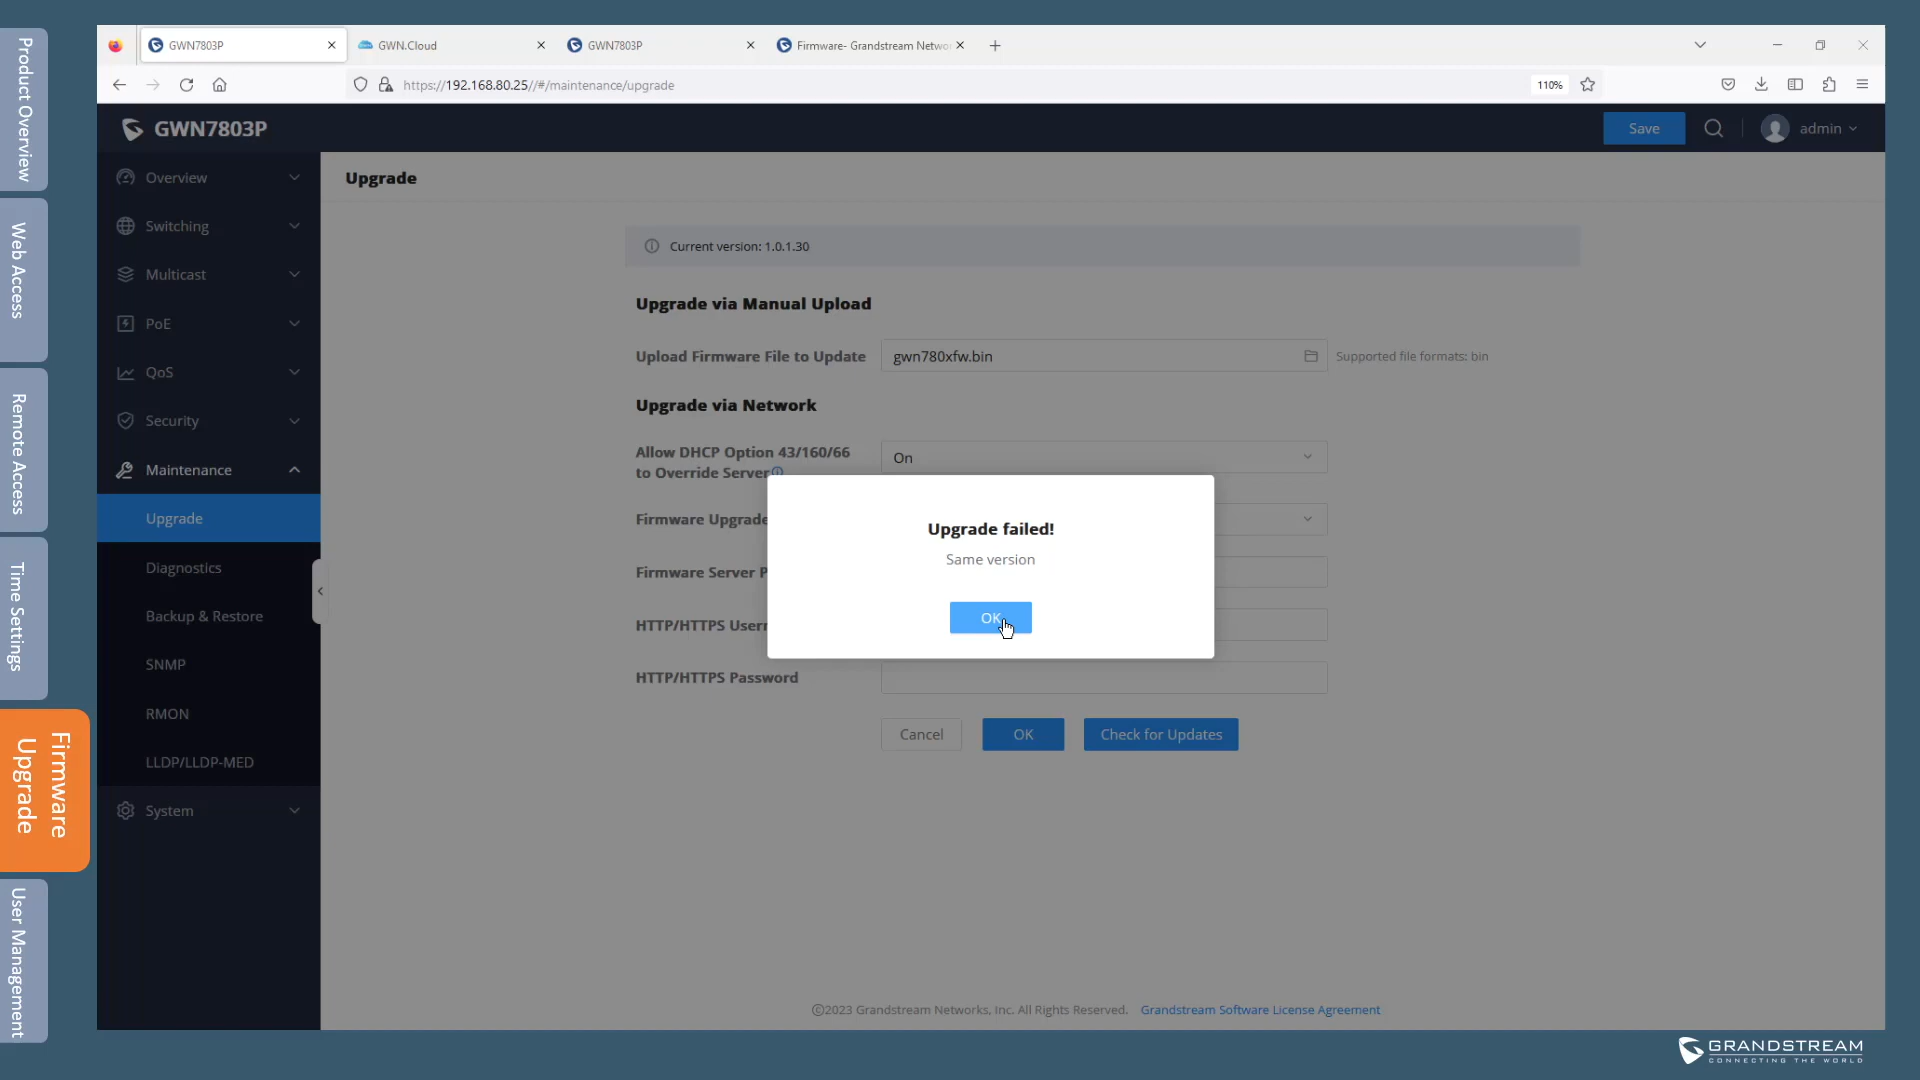 Product Overview
Web Access
Remote Access
Time Settings
Firmware
Upgrade
User Management
GWN7803P
GWN.Cloud
GWN7803P
Firmware- Grandstream Netwo
https://192.168.80.25//#/maintenance/upgrade
110%
GWN7803P
Save
admin
Overview
Switching
Multicast
PoE
QoS
Security
Maintenance
Upgrade
Diagnostics
Backup & Restore
SNMP
RMON
LLDP/LLDP-MED
System
Upgrade
Current version: 1.0.1.30
Upgrade via Manual Upload
Upload Firmware File to Update
gwn780xfw.bin
Supported file formats: bin
Upgrade via Network
Allow DHCP Option 43/160/66
to Override Server
On
Firmware Upgrade
Firmware Server P
HTTP/HTTPS Usern
HTTP/HTTPS Password
Upgrade failed!
Same version
OK
Cancel
OK
Check for Updates
©2023 Grandstream Networks, Inc. All Rights Reserved. Grandstream Software License Agreement
GRANDSTREAM
CONNECTING THE WORLD